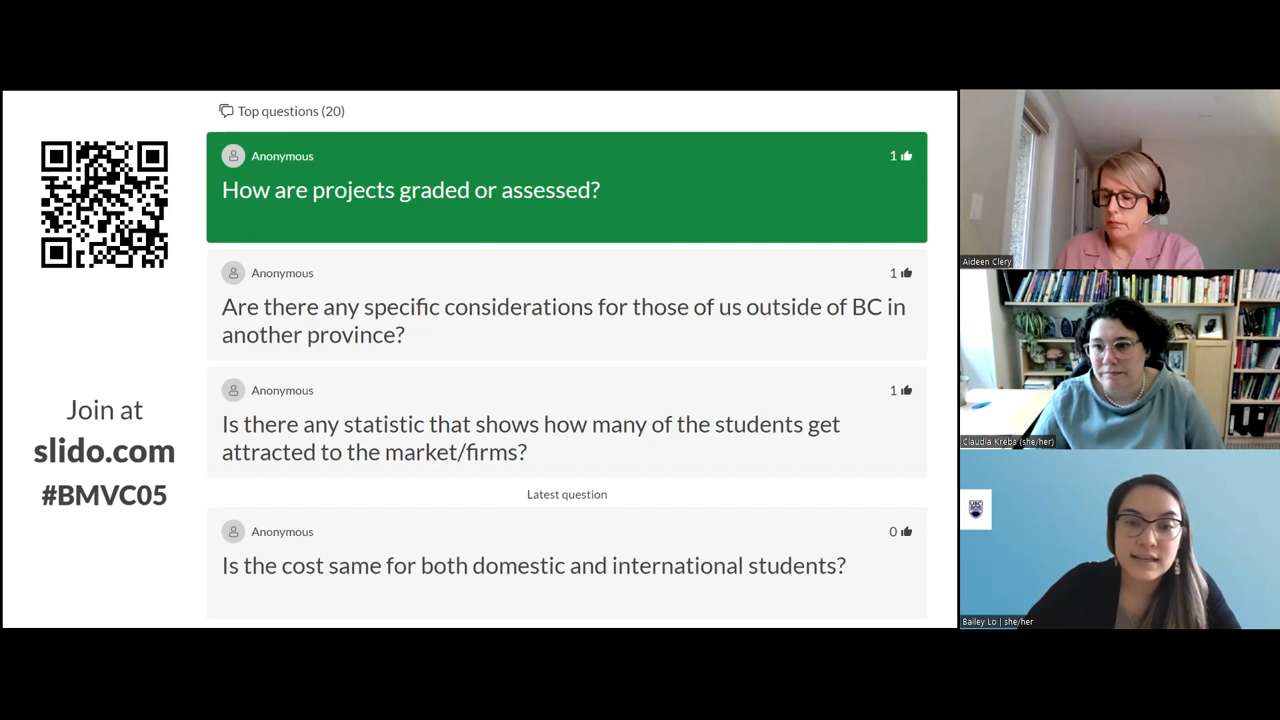 Top questions (20)
Anonymous
1
How are projects graded or assessed?
Anonymous
1
Are there any specific considerations for those of us outside of BC in
another province?
Anonymous
1
Is there any statistic that shows how many of the students get
attracted to the market/firms?
Latest question
Anonymous
0
Is the cost same for both domestic and international students?
Join at
slido.com
#BMVC05
Aideen Clery
Claudia Krebs (she/her)
UBC
Bailey Lo | she/her